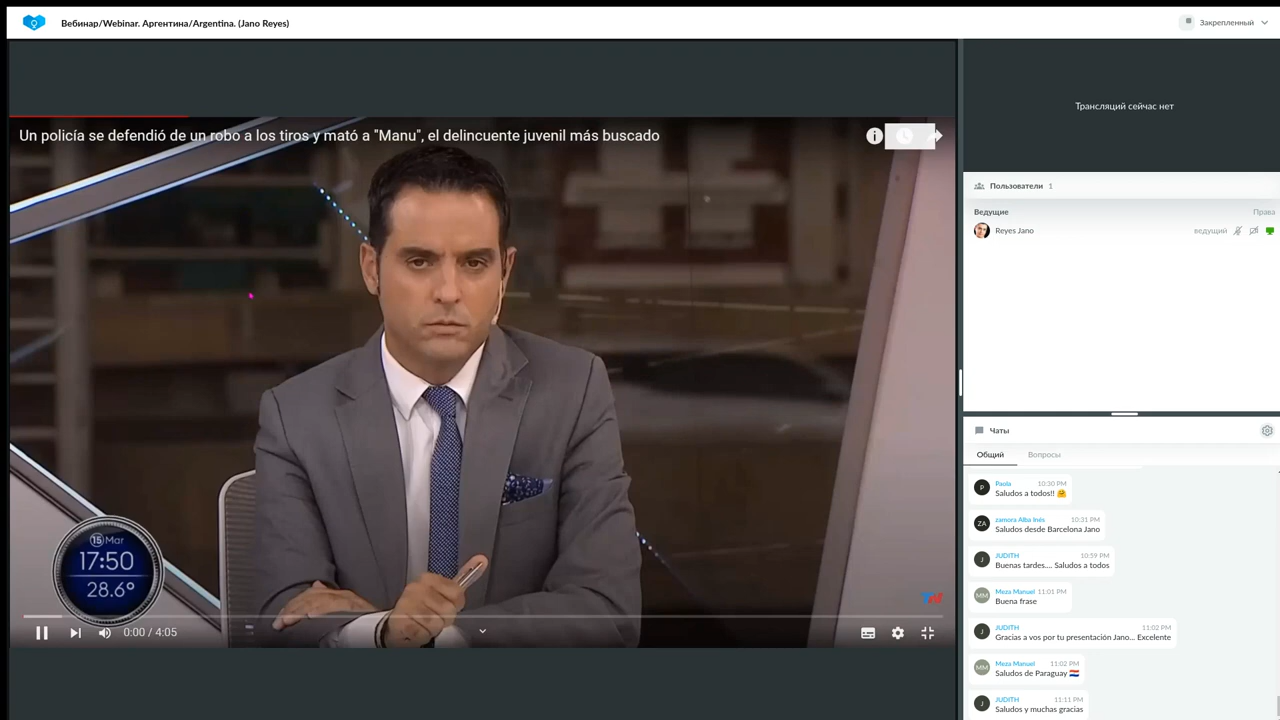 Вебинар/Webinar. Аргентина/Argentina. (Jano Reyes)
Закрепленный
Un policía se defendió de un robo a los tiros y mató a "Manu", el delincuente juvenil más buscado
15 Mar
17:50
28.6º
0:00 / 4:05
Трансляций сейчас нет
Пользователи 1
Ведущие Права
Reyes Jano ведущий
Чаты
Общий Вопросы
P
Paula 10:30 PM
Saludos a todos!! 🤗
ZA
zamora Alba Inés 10:31 PM
Saludos desde Barcelona Jano
J
JUDITH 10:59 PM
Buenas tardes.... Saludos a todos
MM
Meza Manuel 11:01 PM
Buena frase
J
JUDITH 11:02 PM
Gracias a vos por tu presentación Jano... Excelente
MM
Meza Manuel 11:02 PM
Saludos de Paraguay 🇵🇾
J
JUDITH 11:11 PM
Saludos y muchas gracias